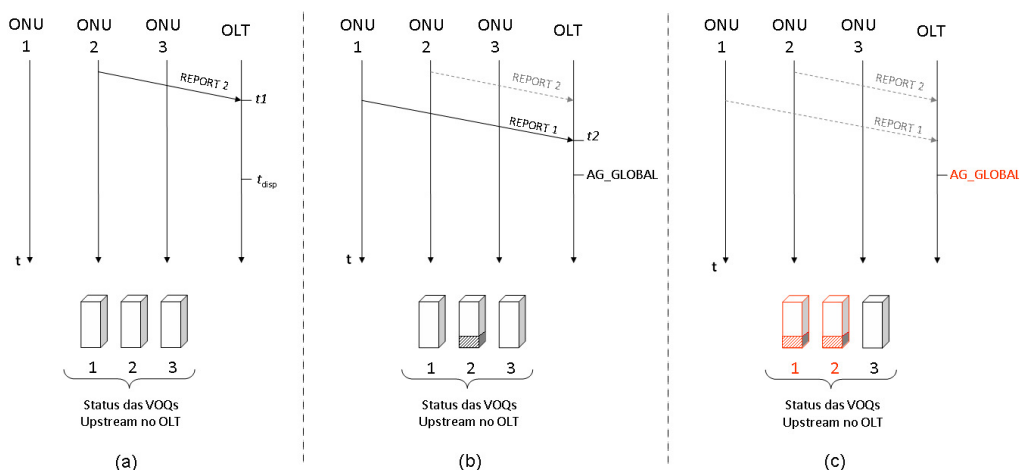 ONU ONU ONU OLT
1 2 3
REPORT 2
t1
t disp
t
1 2 3
Status das VOQs
Upstream no OLT
(a)
ONU ONU ONU OLT
1 2 3
REPORT 2
REPORT 1
t2
AG_GLOBAL
t
1 2 3
Status das VOQs
Upstream no OLT
(b)
ONU ONU ONU OLT
1 2 3
REPORT 2
REPORT 1
AG_GLOBAL
t
1 2 3
Status das VOQs
Upstream no OLT
(c)